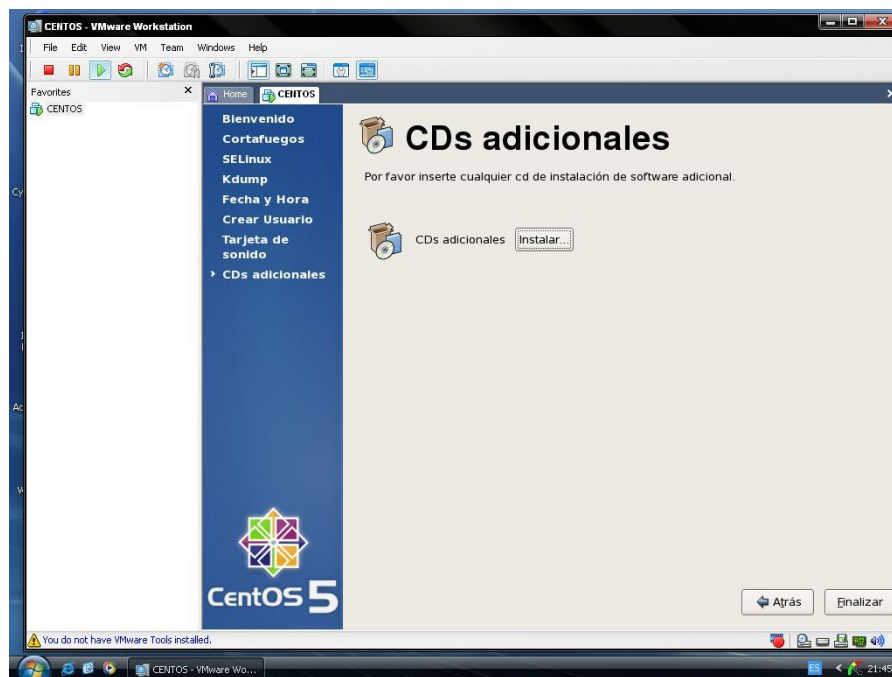 CENTOS - VMware Workstation
File Edit View VM Team Windows Help
Favorites
CENTOS
Home
CENTOS
Bienvenido
Cortafuegos
SELinux
Kdump
Fecha y Hora
Crear Usuario
Tarjeta de
sonido
CDs adicionales
CDs adicionales
Por favor inserte cualquier cd de instalación de software adicional.
CDs adicionales Instalar...
CentOS 5
Atrás Finalizar
You do not have VMware Tools installed.
CENTOS - VMware Wo...
ES
21:45